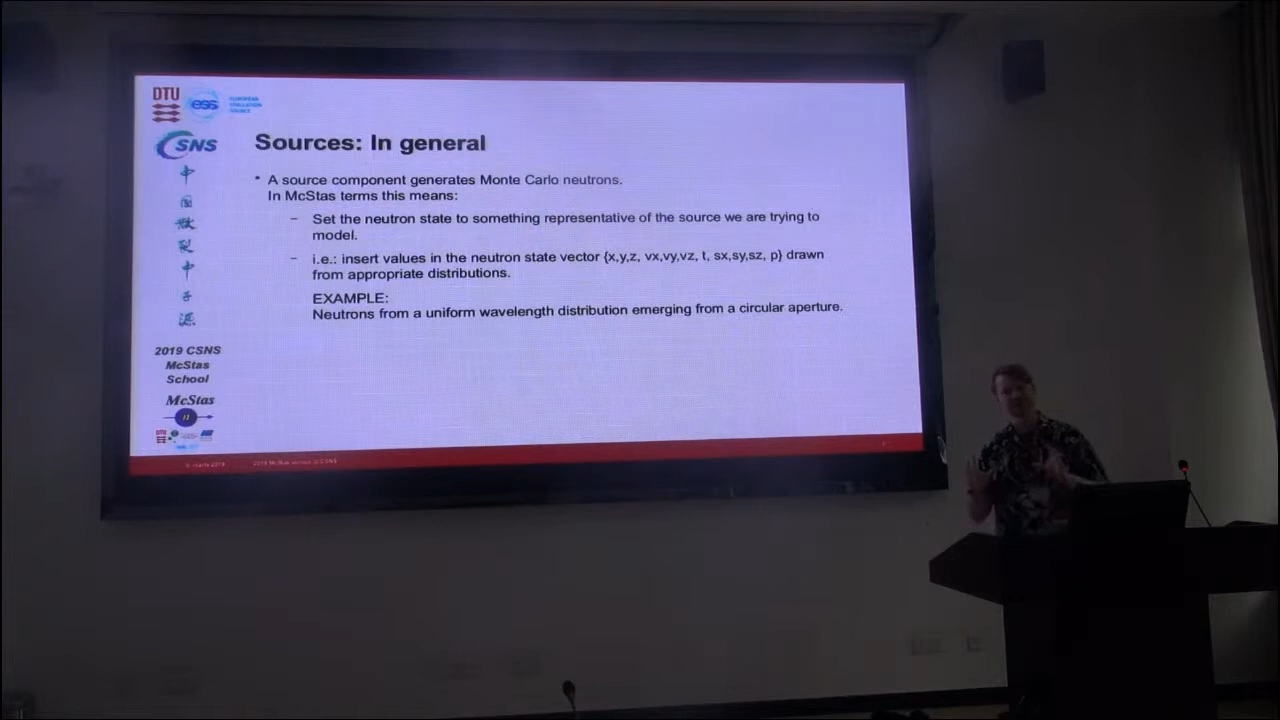 DTU
ess
EUROPEAN
SPALLATION
SOURCE
CSNS
中
国
散
裂
中
子
源
2019 CSNS
McStas
School
McStas
Sources: In general
• A source component generates Monte Carlo neutrons.
In McStas terms this means:
– Set the neutron state to something representative of the source we are trying to
model.
– i.e.: insert values in the neutron state vector {x,y,z, vx,vy,vz, t, sx,sy,sz, p} drawn
from appropriate distributions.
EXAMPLE:
Neutrons from a uniform wavelength distribution emerging from a circular aperture.